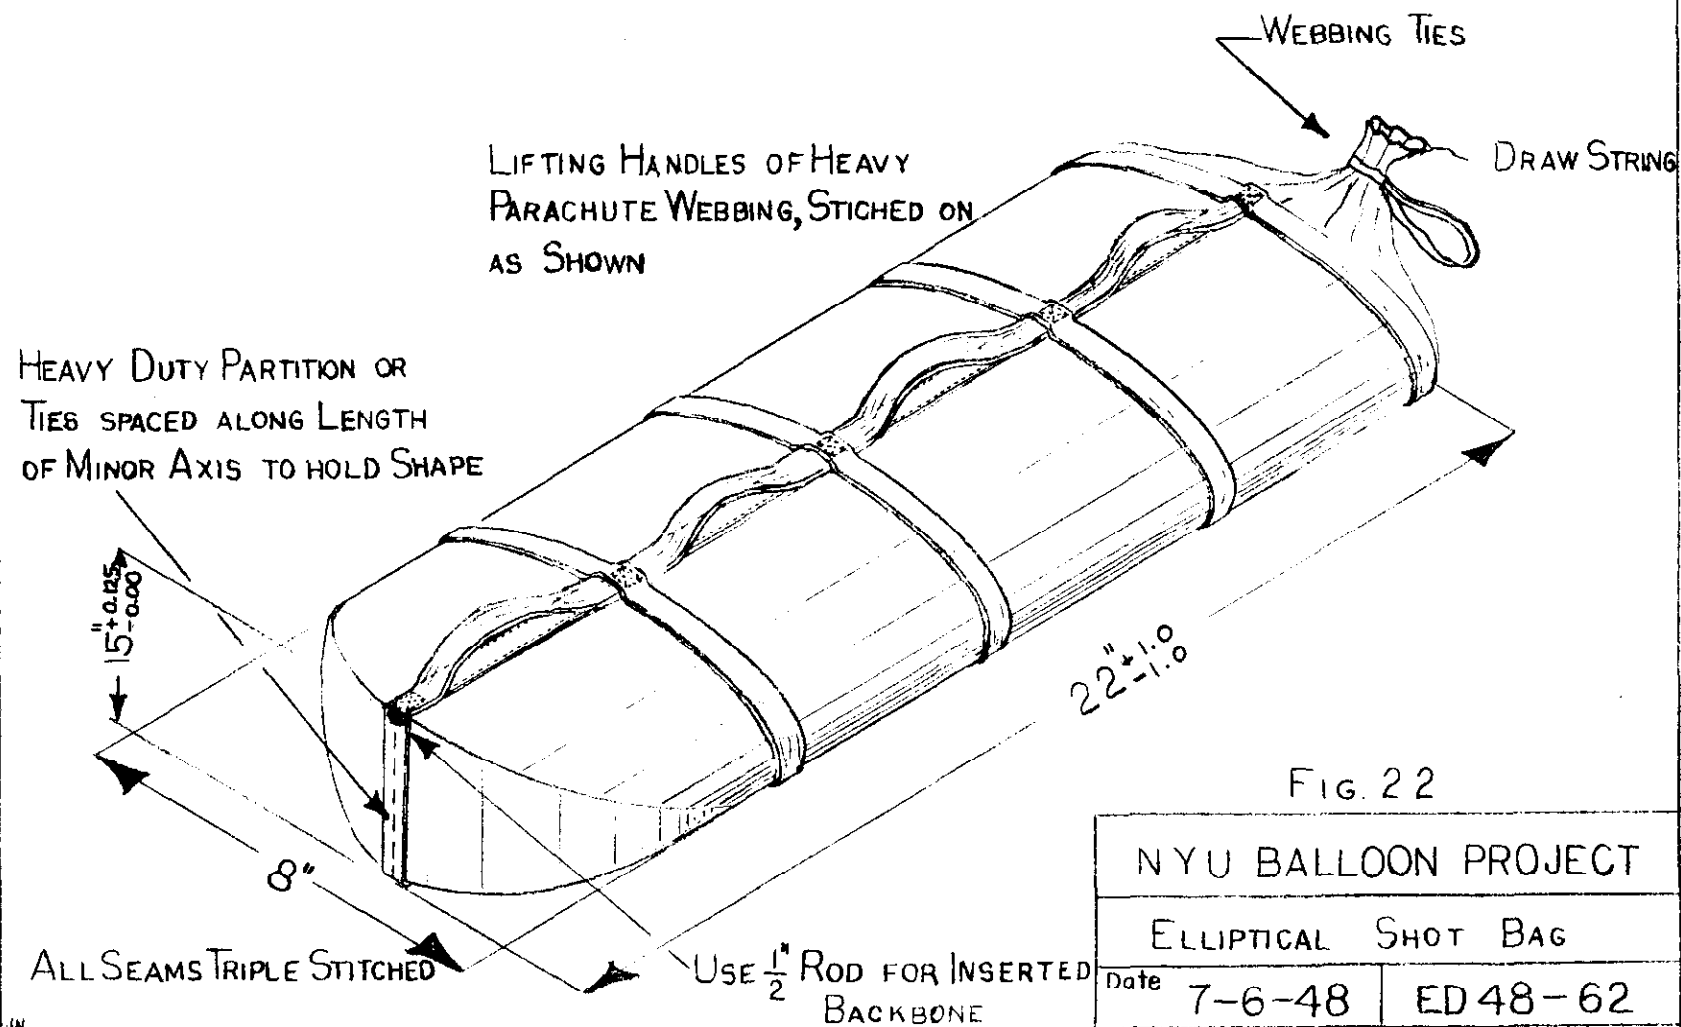 WEBBING TIES
DRAW STRING
LIFTING HANDLES OF HEAVY
PARACHUTE WEBBING, STICHED ON
AS SHOWN
HEAVY DUTY PARTITION OR
TIES SPACED ALONG LENGTH
OF MINOR AXIS TO HOLD SHAPE
15" +0.125 -0.00
22" +1.0 -1.0
8"
ALL SEAMS TRIPLE STITCHED
USE 1/2" ROD FOR INSERTED
BACKBONE
FIG. 22
NYU BALLOON PROJECT
ELLIPTICAL SHOT BAG
Date 7-6-48 ED 48-62